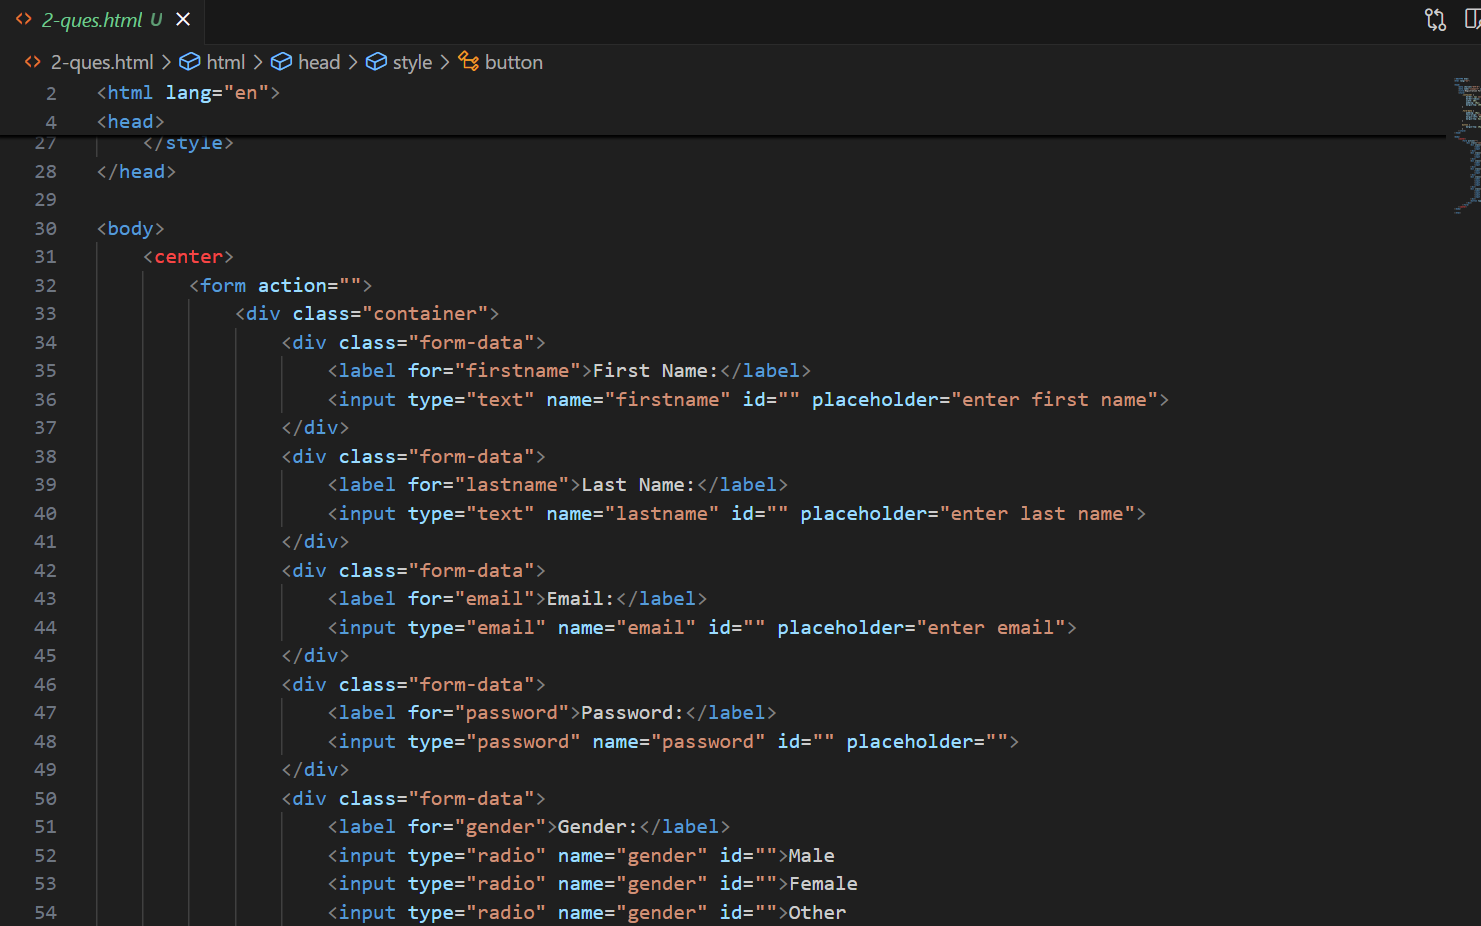 2-ques.html U
2-ques.html > html > head > style > button
2 <html lang="en">
4 <head>
27 </style>
28 </head>
29
30 <body>
31 <center>
32 <form action="">
33 <div class="container">
34 <div class="form-data">
35 <label for="firstname">First Name:</label>
36 <input type="text" name="firstname" id="" placeholder="enter first name">
37 </div>
38 <div class="form-data">
39 <label for="lastname">Last Name:</label>
40 <input type="text" name="lastname" id="" placeholder="enter last name">
41 </div>
42 <div class="form-data">
43 <label for="email">Email:</label>
44 <input type="email" name="email" id="" placeholder="enter email">
45 </div>
46 <div class="form-data">
47 <label for="password">Password:</label>
48 <input type="password" name="password" id="" placeholder="">
49 </div>
50 <div class="form-data">
51 <label for="gender">Gender:</label>
52 <input type="radio" name="gender" id="">Male
53 <input type="radio" name="gender" id="">Female
54 <input type="radio" name="gender" id="">Other